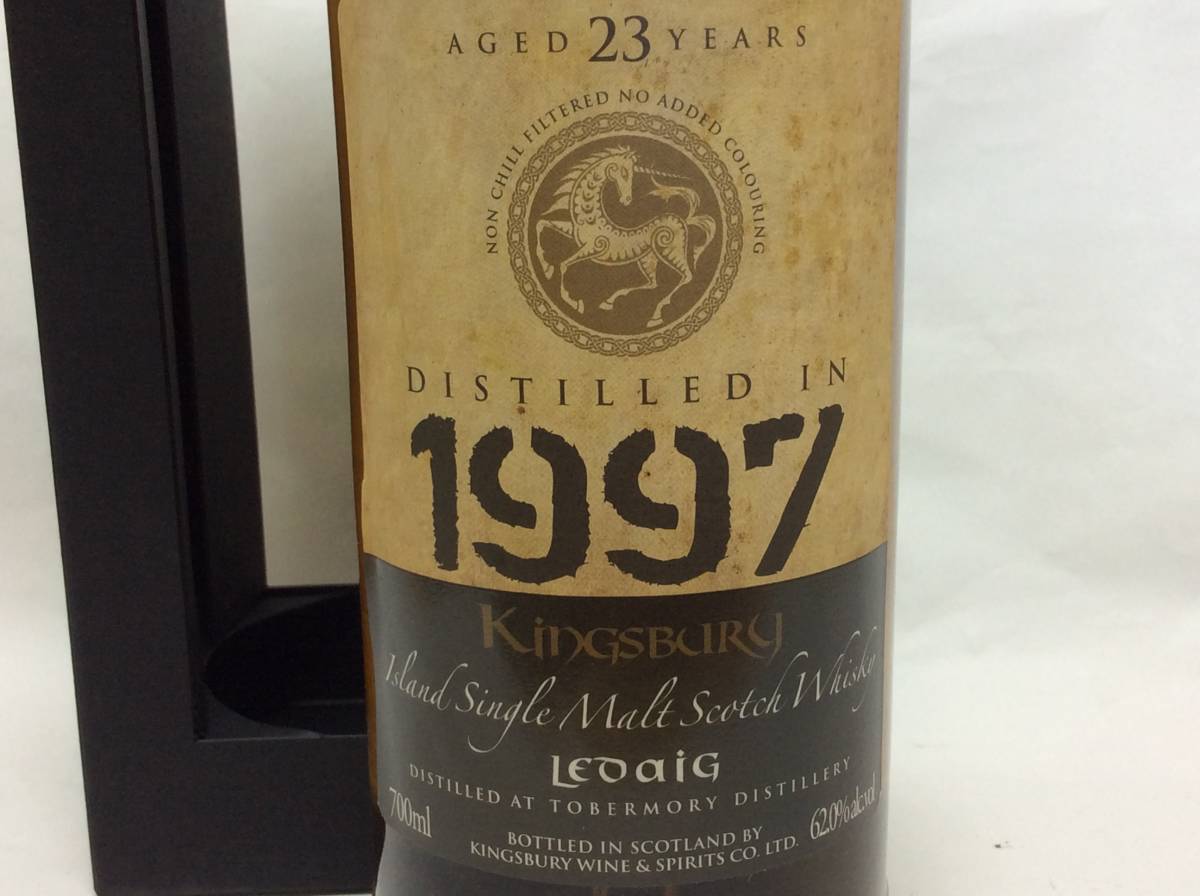 AGED 23 YEARS
NON CHILL FILTERED NO ADDED COLOURING
DISTILLED IN
1997
Kingsbury
Island Single Malt Scotch Whisky
Ledaig
DISTILLED AT TOBERMORY DISTILLERY
700ml
62.0% alc.vol
BOTTLED IN SCOTLAND BY
KINGSBURY WINE & SPIRITS CO. LTD.